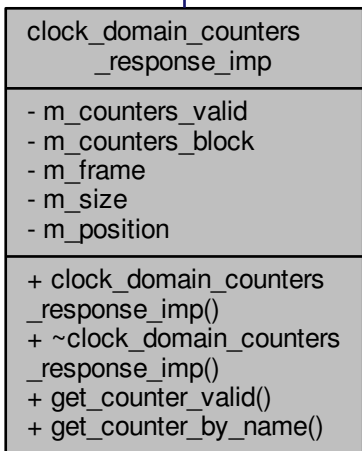 clock_domain_counters
_response_imp
- m_counters_valid
- m_counters_block
- m_frame
- m_size
- m_position
+ clock_domain_counters
_response_imp()
+ ~clock_domain_counters
_response_imp()
+ get_counter_valid()
+ get_counter_by_name()